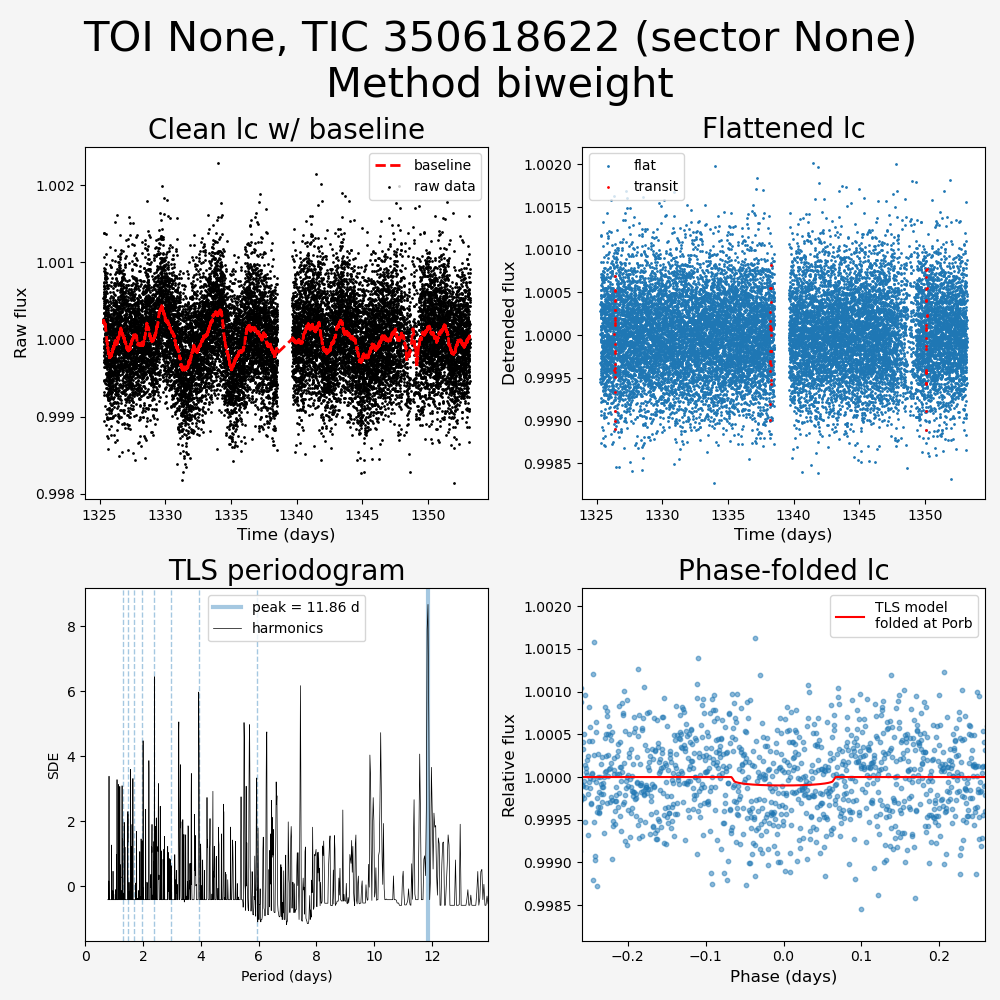 TOI None, TIC 350618622 (sector None)
Method biweight
Clean lc w/ baseline
baseline
raw data
Raw flux
1.002
1.001
1.000
0.999
0.998
1325
1330
1335
1340
1345
1350
Time (days)
Flattened lc
flat
transit
Detrended flux
1.0020
1.0015
1.0010
1.0005
1.0000
0.9995
0.9990
0.9985
1325
1330
1335
1340
1345
1350
Time (days)
TLS periodogram
peak = 11.86 d
harmonics
SDE
8
6
4
2
0
0
2
4
6
8
10
12
Period (days)
Phase-folded lc
TLS model
folded at Porb
Relative flux
1.0020
1.0015
1.0010
1.0005
1.0000
0.9995
0.9990
0.9985
−0.2
−0.1
0.0
0.1
0.2
Phase (days)